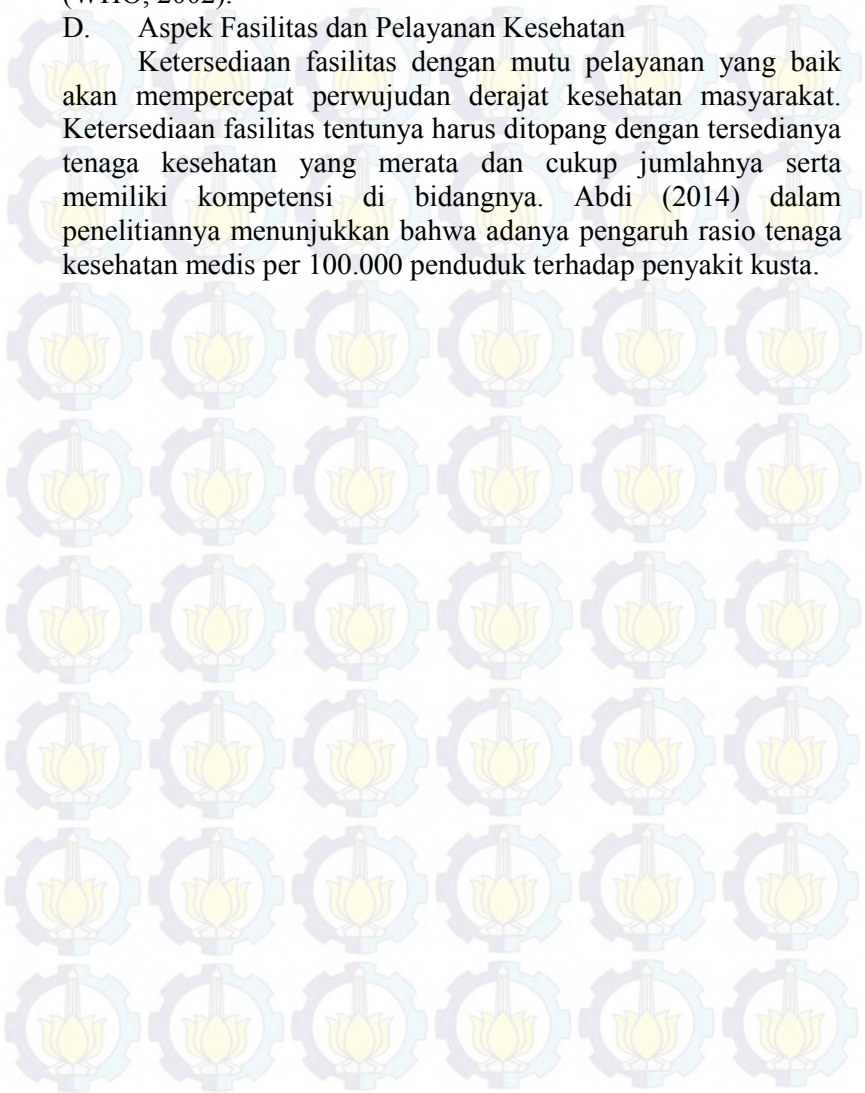 (WHO, 2002).
D. Aspek Fasilitas dan Pelayanan Kesehatan
Ketersediaan fasilitas dengan mutu pelayanan yang baik
akan mempercepat perwujudan derajat kesehatan masyarakat.
Ketersediaan fasilitas tentunya harus ditopang dengan tersedianya
tenaga kesehatan yang merata dan cukup jumlahnya serta
memiliki kompetensi di bidangnya. Abdi (2014) dalam
penelitiannya menunjukkan bahwa adanya pengaruh rasio tenaga
kesehatan medis per 100.000 penduduk terhadap penyakit kusta.